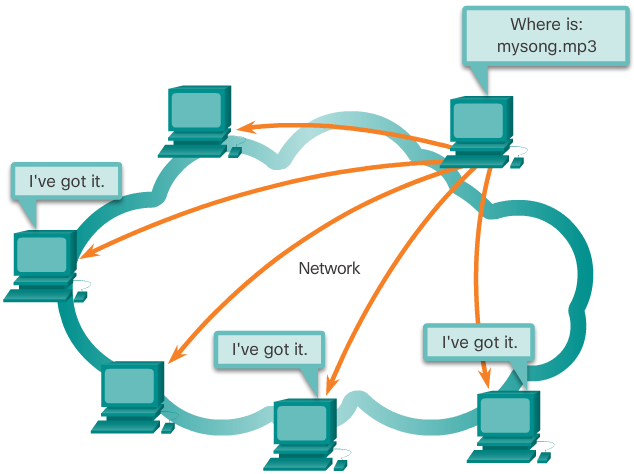 Where is:
mysong.mp3
I've got it.
Network
I've got it.
I've got it.